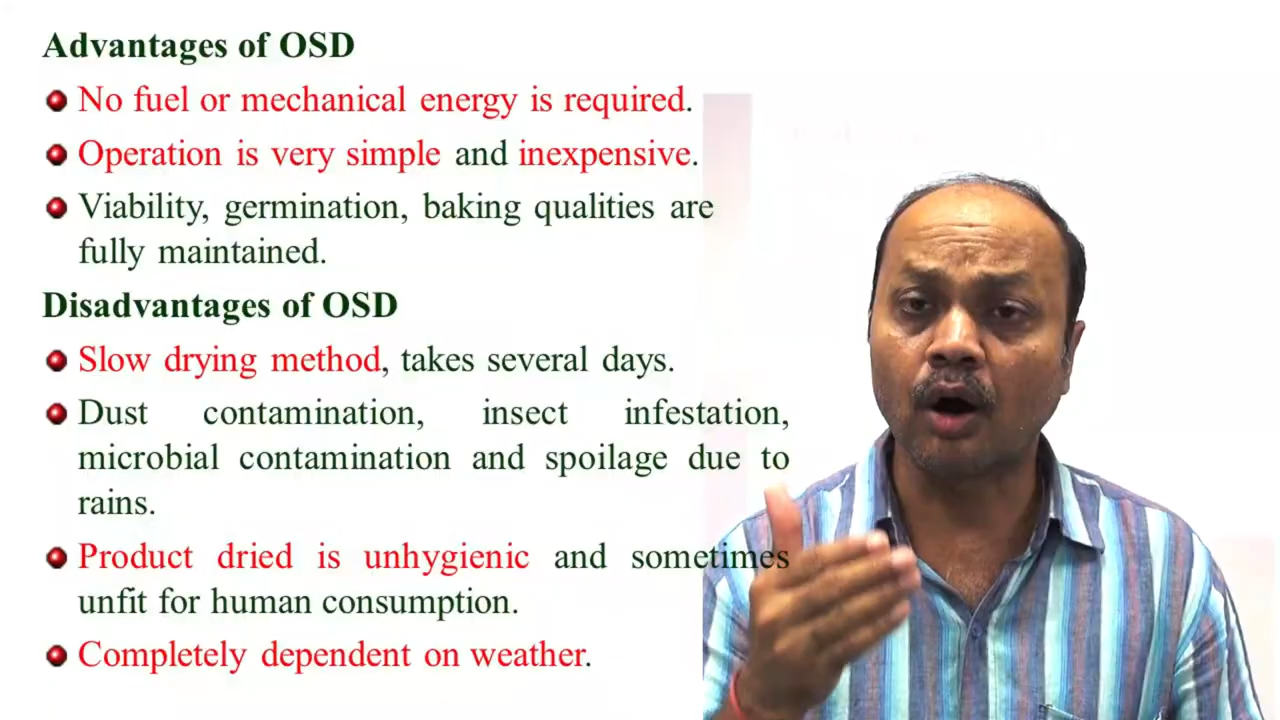 Advantages of OSD
No fuel or mechanical energy is required.
Operation is very simple and inexpensive.
Viability, germination, baking qualities are
fully maintained.
Disadvantages of OSD
Slow drying method, takes several days.
Dust contamination, insect infestation,
microbial contamination and spoilage due to
rains.
Product dried is unhygienic and sometimes
unfit for human consumption.
Completely dependent on weather.